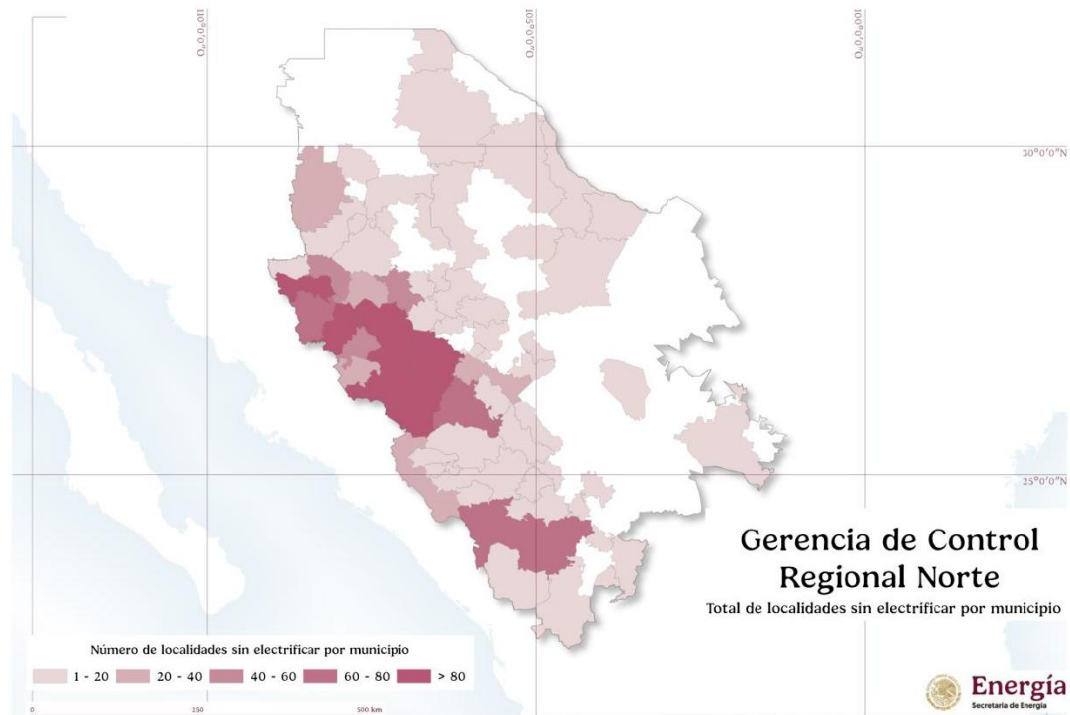 110°0'0"O
105°0'0"O
100°0'0"O
30°0'0"N
25°0'0"N
Gerencia de Control
Regional Norte
Total de localidades sin electrificar por municipio
Número de localidades sin electrificar por municipio
1 - 20
20 - 40
40 - 60
60 - 80
> 80
0
250
500 km
Energía
Secretaría de Energía